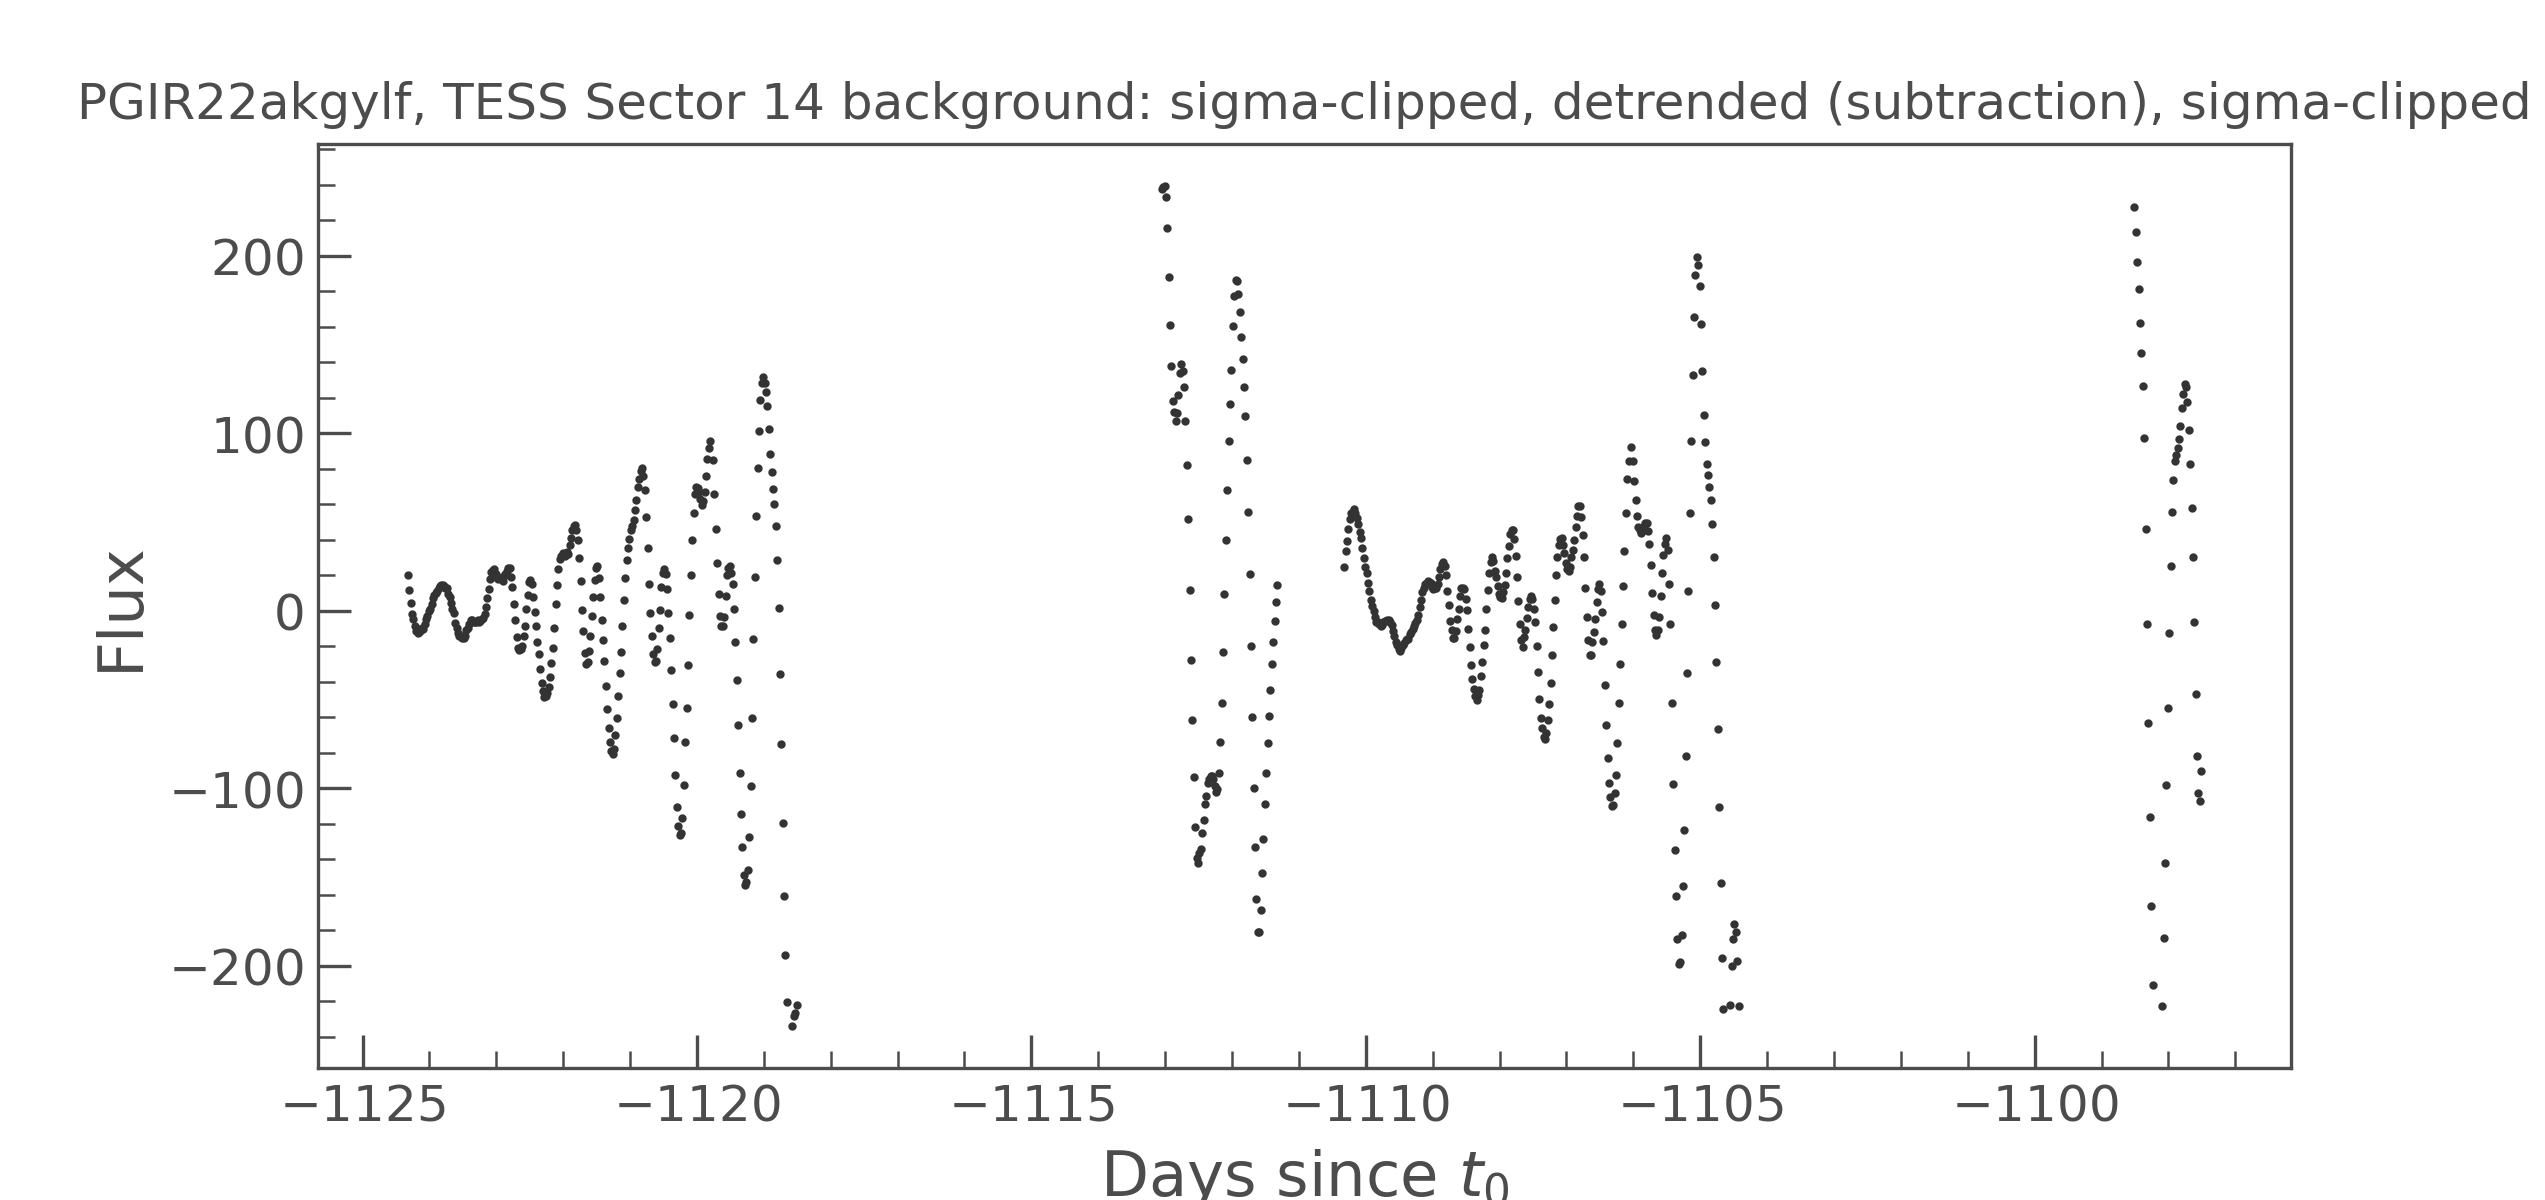 PGIR22akgylf, TESS Sector 14 background: sigma-clipped, detrended (subtraction), sigma-clipped
200
100
0
−100
−200
Flux
−1125 −1120 −1115 −1110 −1105 −1100
Days since t0